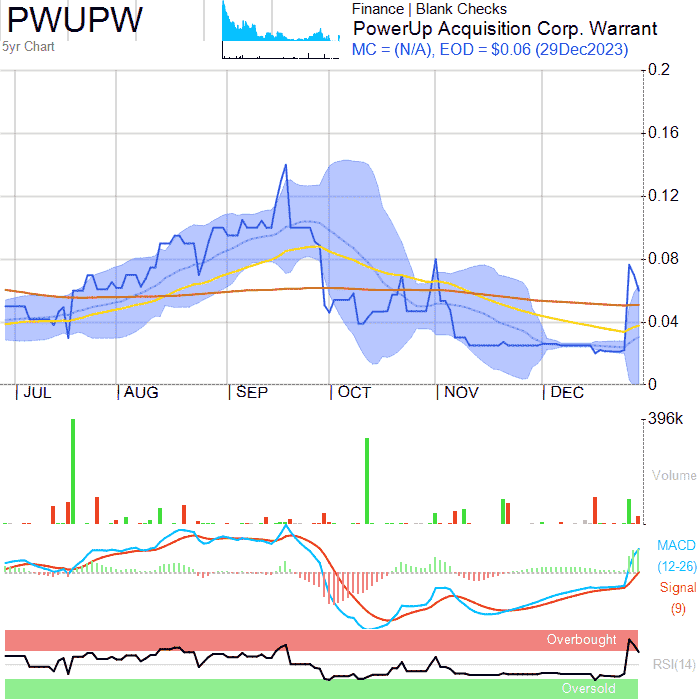 PWUPW
5yr Chart
Finance | Blank Checks
PowerUp Acquisition Corp. Warrant
MC = (N/A), EOD = $0.06 (29Dec2023)
0.2
0.16
0.12
0.08
0.04
0
|JUL |AUG |SEP |OCT |NOV |DEC
396k
Volume
MACD
(12-26)
Signal
(9)
Overbought
RSI(14)
Oversold